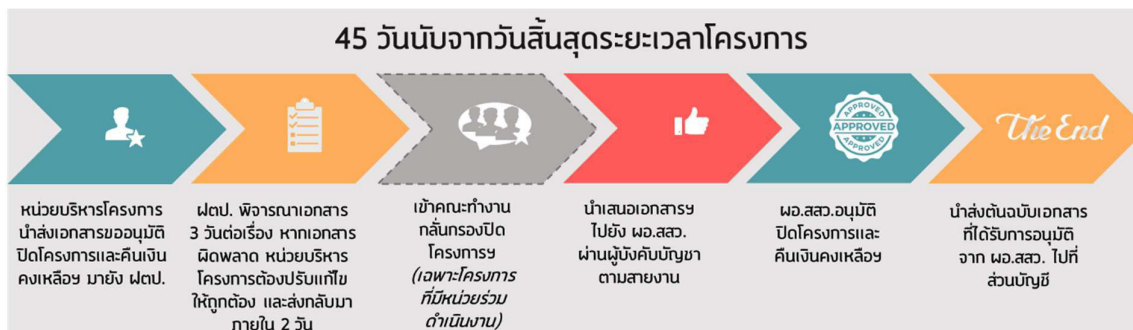 45 วันนับจากวันสิ้นสุดระยะเวลาโครงการ
APPROVED
APPROVED
APPROVED
The End
หน่วยบริหารโครงการ
นำส่งเอกสารขออนุมัติ
ปิดโครงการและคืนเงิน
คงเหลือฯ มายัง ฝตป.
ฝตป. พิจารณาเอกสาร
3 วันต่อเรื่อง หากเอกสาร
ผิดพลาด หน่วยบริหาร
โครงการต้องปรับแก้ไข
ให้ถูกต้อง และส่งกลับมา
ภายใน 2 วัน
เข้าคณะทำงาน
กลั่นกรองปิด
โครงการฯ
(เฉพาะโครงการ
ที่มีหน่วยร่วม
ดำเนินงาน)
นำเสนอเอกสารฯ
ไปยัง ผอ.สสว.
ผ่านผู้บังคับบัญชา
ตามสายงาน
ผอ.สสว.อนุมัติ
ปิดโครงการและ
คืนเงินคงเหลือฯ
นำส่งต้นฉบับเอกสาร
ที่ได้รับการอนุมัติ
จาก ผอ.สสว. ไปที่
ส่วนบัญชี